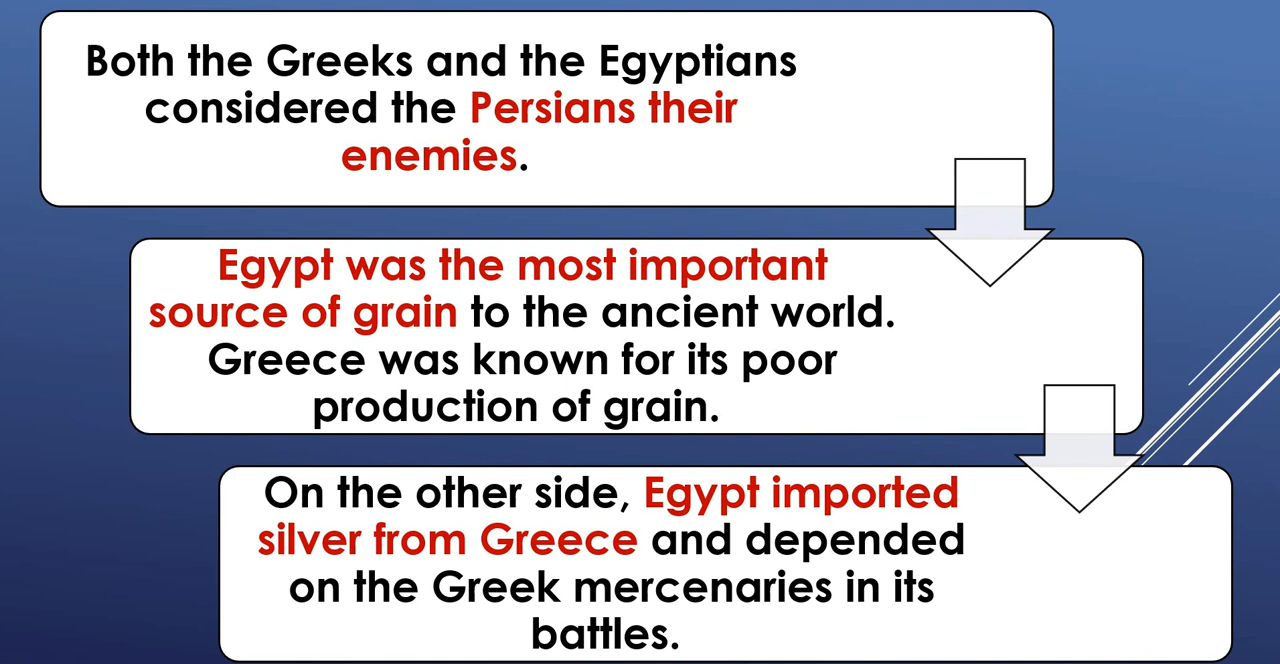 Both the Greeks and the Egyptians
considered the Persians their
enemies.
Egypt was the most important
source of grain to the ancient world.
Greece was known for its poor
production of grain.
On the other side, Egypt imported
silver from Greece and depended
on the Greek mercenaries in its
battles.